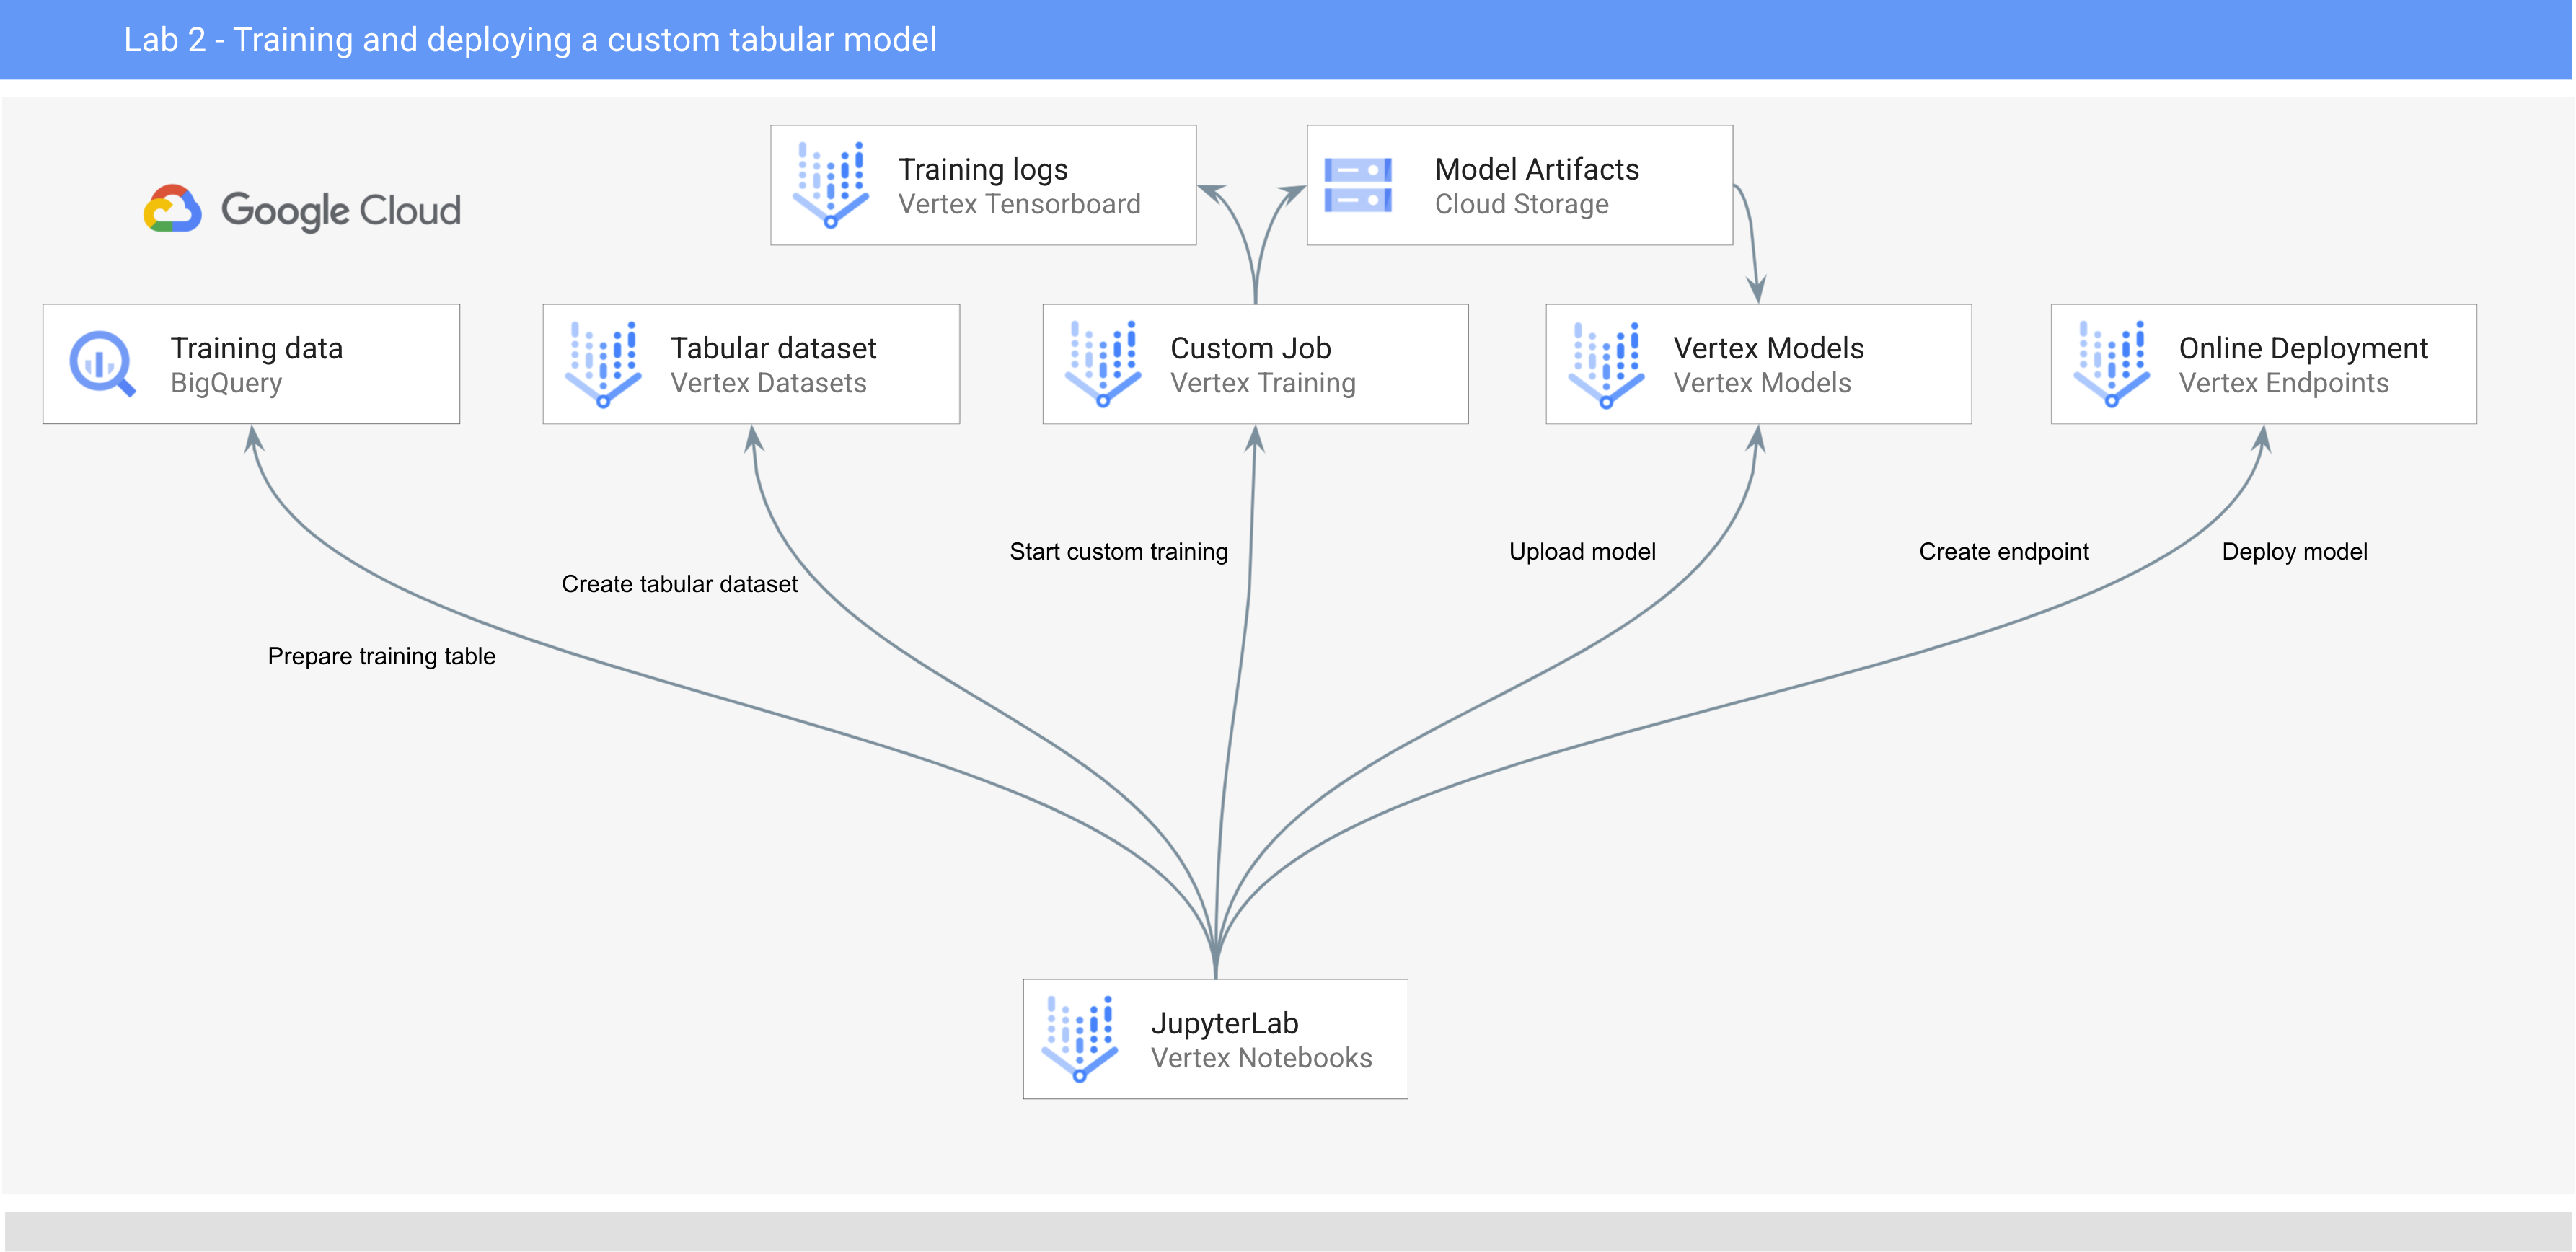 Lab 2 - Training and deploying a custom tabular model
Google Cloud
Training logs
Vertex Tensorboard
Model Artifacts
Cloud Storage
Training data
BigQuery
Tabular dataset
Vertex Datasets
Custom Job
Vertex Training
Vertex Models
Vertex Models
Online Deployment
Vertex Endpoints
Start custom training
Upload model
Create endpoint
Deploy model
Create tabular dataset
Prepare training table
JupyterLab
Vertex Notebooks